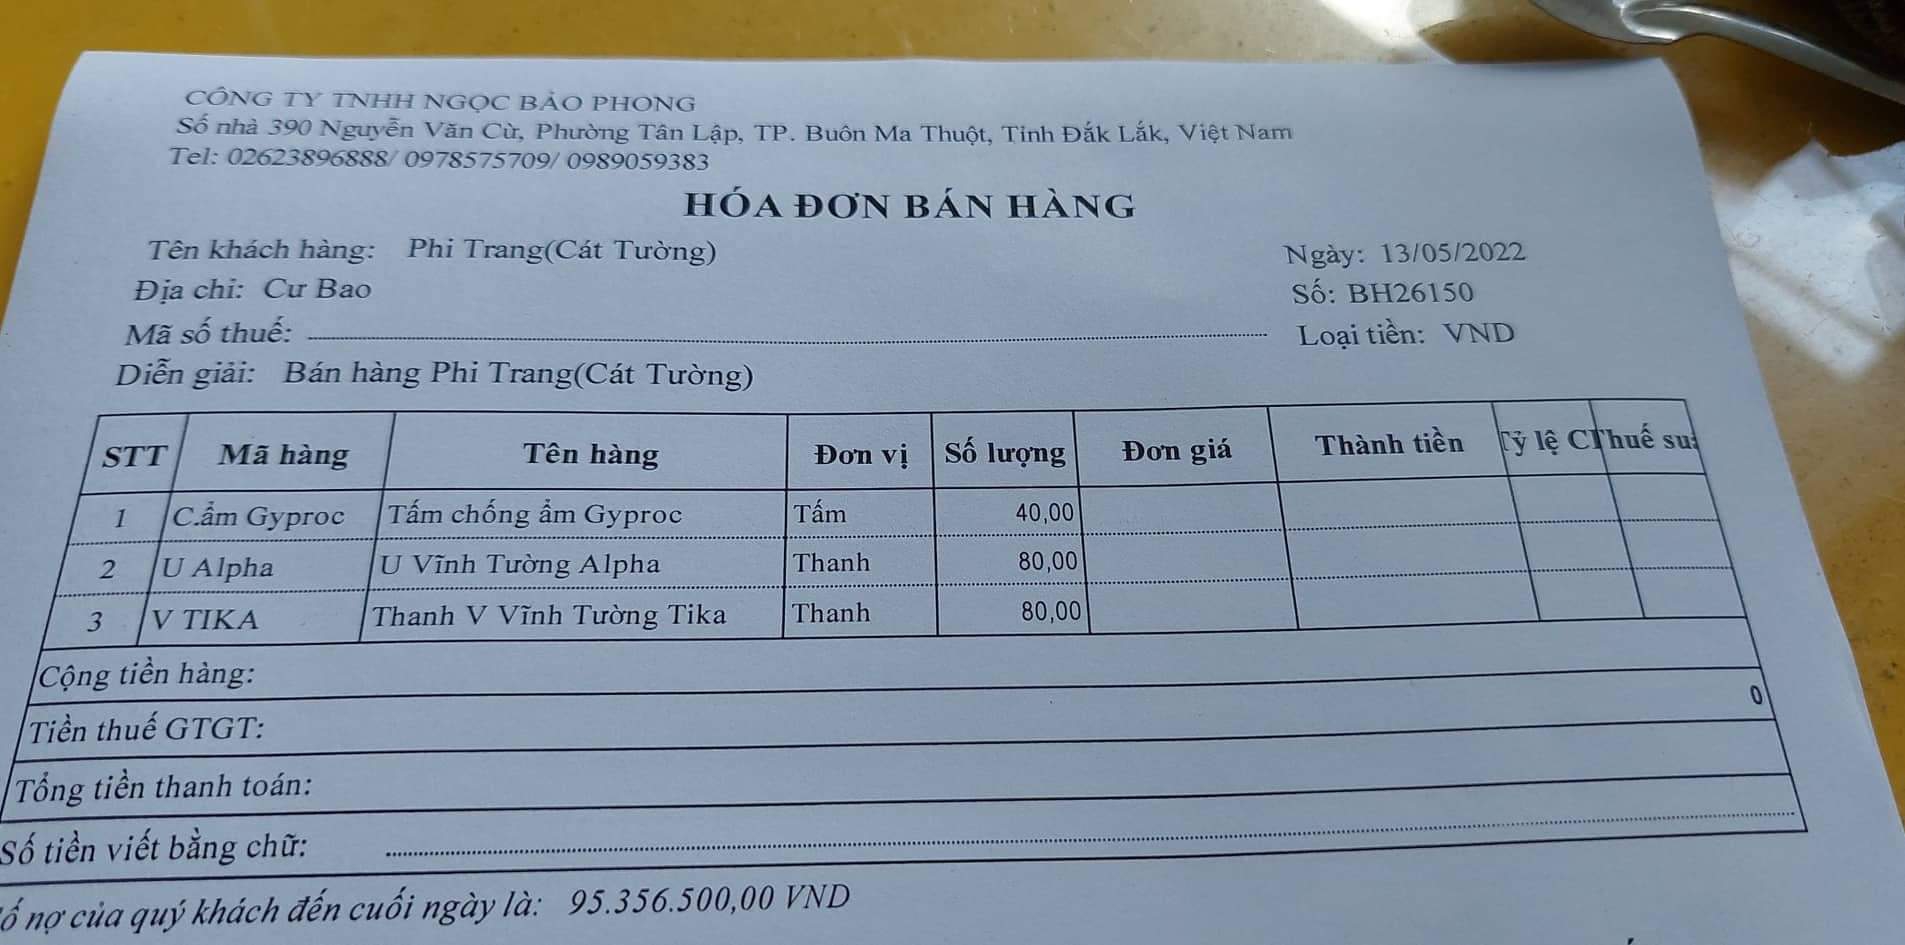 CÔNG TY TNHH NGỌC BẢO PHONG
Số nhà 390 Nguyễn Văn Cừ, Phường Tân Lập, TP. Buôn Ma Thuột, Tỉnh Đắk Lắk, Việt Nam
Tel: 02623896888/ 0978575709/ 0989059383
HÓA ĐƠN BÁN HÀNG
Tên khách hàng: Phi Trang(Cát Tường) Ngày: 13/05/2022
Địa chỉ: Cư Bao Số: BH26150
Mã số thuế: Loại tiền: VND
Diễn giải: Bán hàng Phi Trang(Cát Tường)
STT Mã hàng Tên hàng Đơn vị Số lượng Đơn giá Thành tiền Tỷ lệ CK Thuế su
1 C.ẩm Gyproc Tấm chống ẩm Gyproc Tấm 40,00
2 U Alpha U Vĩnh Tường Alpha Thanh 80,00
3 V TIKA Thanh V Vĩnh Tường Tika Thanh 80,00
Cộng tiền hàng: 0
Tiền thuế GTGT:
Tổng tiền thanh toán:
Số tiền viết bằng chữ:
ố nợ của quý khách đến cuối ngày là: 95.356.500,00 VND